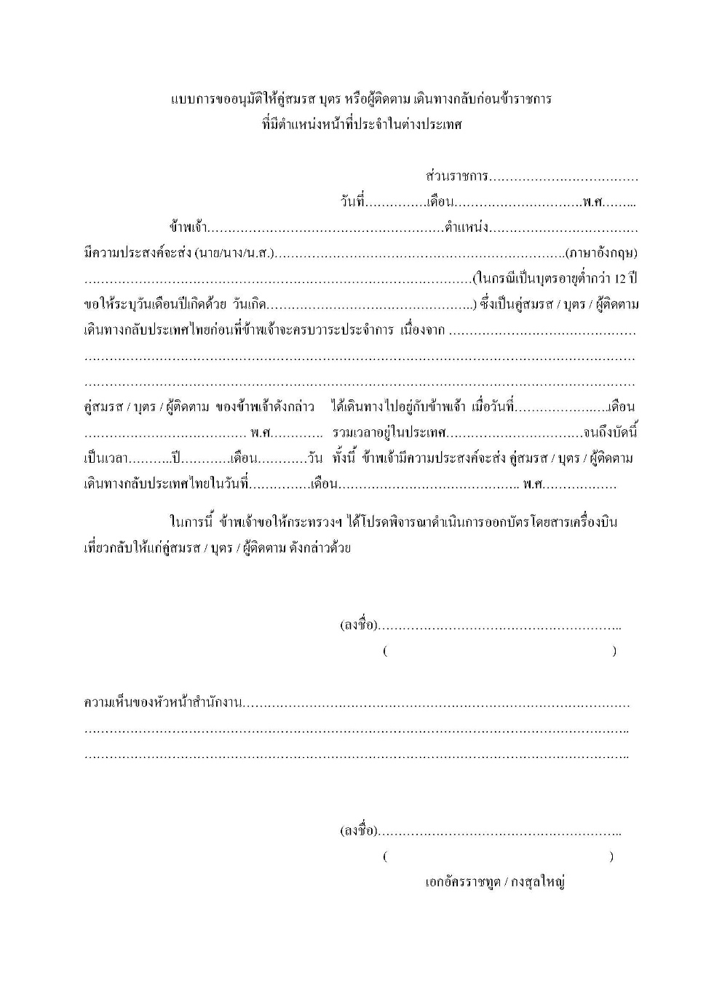 แบบการขออนุมัติให้คู่สมรส บุตร หรือผู้ติดตาม เดินทางกลับก่อนข้าราชการ
ที่มีตำแหน่งหน้าที่ประจำในต่างประเทศ
ส่วนราชการ………………………………
วันที่……………เดือน………………………….พ.ศ……...
ข้าพเจ้า…………………………………………………ตำแหน่ง………………………………
มีความประสงค์จะส่ง (นาย/นาง/น.ส.)…………………………………………………………….(ภาษาอังกฤษ)
…………………………………………………………………………………(ในกรณีเป็นบุตรอายุต่ำกว่า 12 ปี
ขอให้ระบุวันเดือนปีเกิดด้วย วันเกิด…………………………………………..) ซึ่งเป็นคู่สมรส / บุตร / ผู้ติดตาม
เดินทางกลับประเทศไทยก่อนที่ข้าพเจ้าจะครบวาระประจำการ เนื่องจาก ………………………………………
……………………………………………………………………………………………………………………
……………………………………………………………………………………………………………………
คู่สมรส / บุตร / ผู้ติดตาม ของข้าพเจ้าดังกล่าว ได้เดินทางไปอยู่กับข้าพเจ้า เมื่อวันที่……………….….เดือน
………………………………… พ.ศ…………. รวมเวลาอยู่ในประเทศ……………………………จนถึงบัดนี้
เป็นเวลา………..ปี…………เดือน…………วัน ทั้งนี้ ข้าพเจ้ามีความประสงค์จะส่ง คู่สมรส / บุตร / ผู้ติดตาม
เดินทางกลับประเทศไทยในวันที่……………เดือน……………………………………. พ.ศ………………
ในการนี้ ข้าพเจ้าขอให้กระทรวงฯ ได้โปรดพิจารณาดำเนินการออกบัตรโดยสารเครื่องบิน
เที่ยวกลับให้แก่คู่สมรส / บุตร / ผู้ติดตาม ดังกล่าวด้วย
(ลงชื่อ)…………………………………………………..
( )
ความเห็นของหัวหน้าสำนักงาน…………………………………………………………………………………
…………………………………………………………………………………………………………………..
…………………………………………………………………………………………………………………..
(ลงชื่อ)…………………………………………………..
( )
เอกอัครราชทูต / กงสุลใหญ่